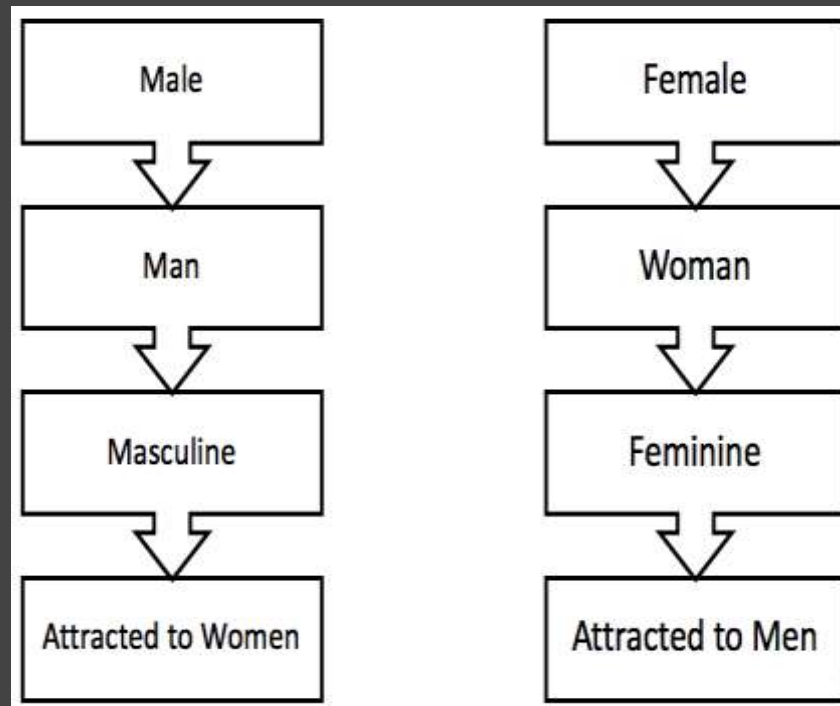 Male
Man
Masculine
Attracted to Women
Female
Woman
Feminine
Attracted to Men